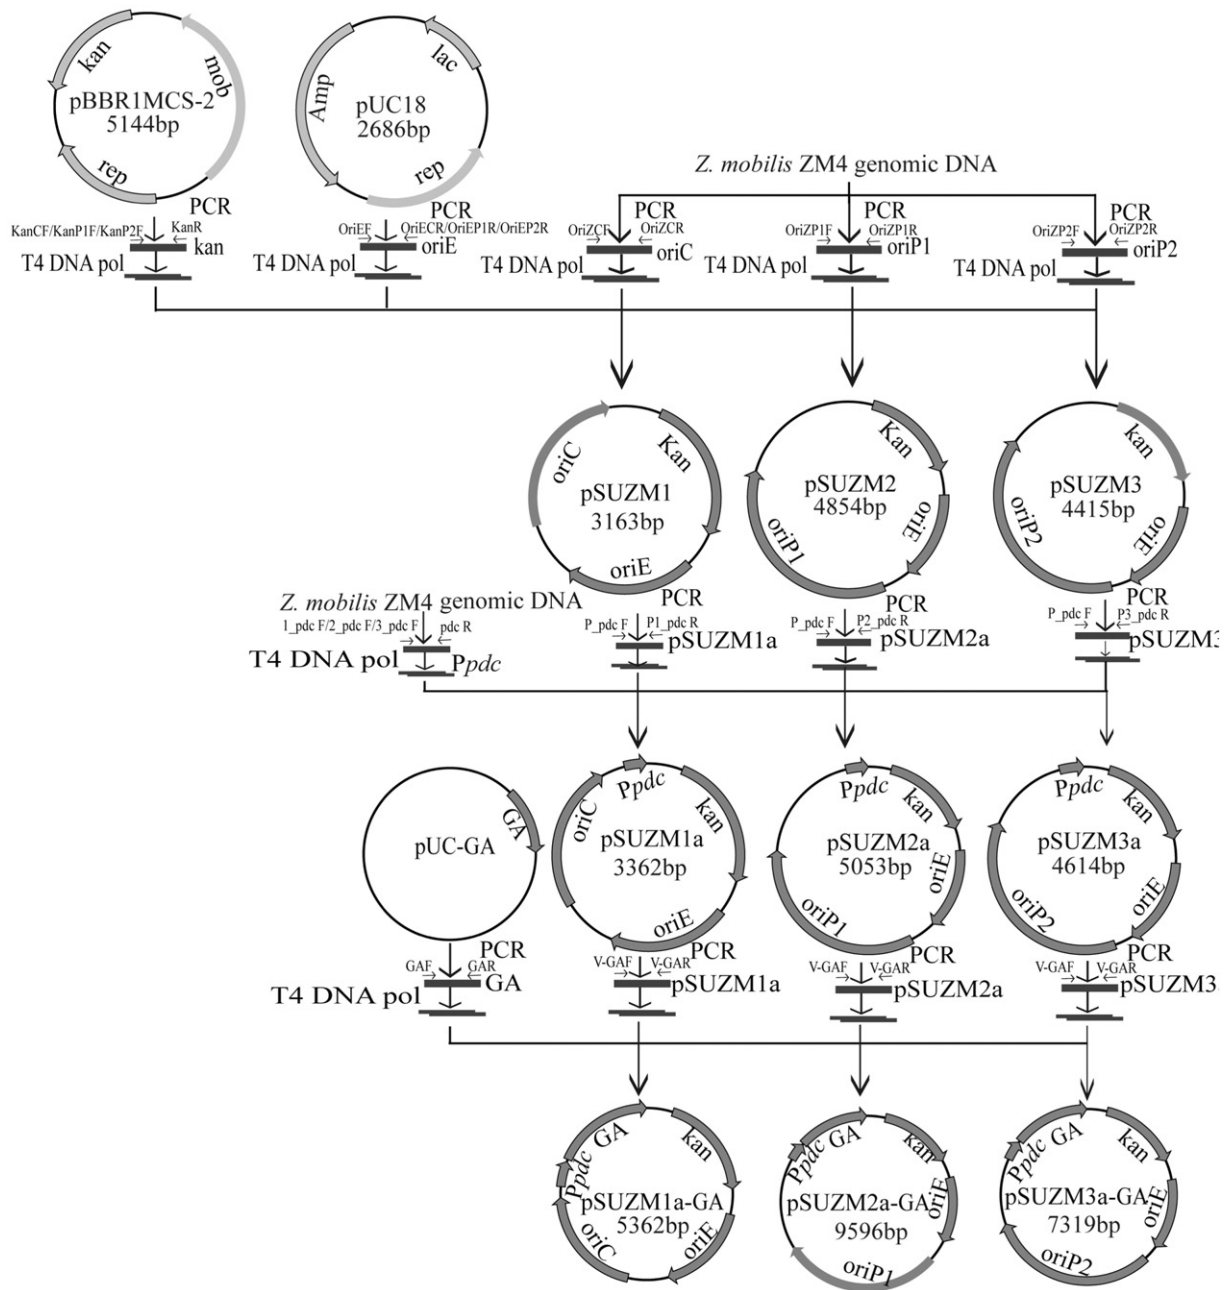 kan
mob
rep
pBBR1MCS-2
5144bp
Amp
lac
rep
pUC18
2686bp
Z. mobilis ZM4 genomic DNA
PCR
KanCF/KanP1F/KanP2F
KanR
kan
T4 DNA pol
PCR
OriEF
OriECR/OriEP1R/OriEP2R
oriE
T4 DNA pol
PCR
OriZCF
OriZCR
oriC
T4 DNA pol
PCR
OriZP1F
OriZP1R
oriP1
T4 DNA pol
PCR
OriZP2F
OriZP2R
oriP2
T4 DNA pol
oriC
Kan
pSUZM1
3163bp
oriE
Kan
pSUZM2
4854bp
oriP1
oriE
kan
pSUZM3
4415bp
oriP2
oriE
Z. mobilis ZM4 genomic DNA
1_pdc F/2_pdc F/3_pdc F
pdc R
T4 DNA pol
Ppdc
PCR
P_pdc F
P1_pdc R
pSUZM1a
PCR
P_pdc F
P2_pdc R
pSUZM2a
PCR
P_pdc F
P3_pdc R
pSUZM3
GA
pUC-GA
Ppdc
oriC
kan
pSUZM1a
3362bp
oriE
Ppdc
kan
pSUZM2a
5053bp
oriE
oriP1
Ppdc
kan
pSUZM3a
4614bp
oriE
oriP2
PCR
GAF
GAR
GA
T4 DNA pol
PCR
V-GAF
V-GAR
pSUZM1a
PCR
V-GAF
V-GAR
pSUZM2a
PCR
V-GAF
V-GAR
pSUZM3
Ppdc GA
kan
pSUZM1a-GA
5362bp
oriC
oriE
Ppdc GA
kan
pSUZM2a-GA
9596bp
oriE
oriP1
Ppdc GA
kan
pSUZM3a-GA
7319bp
oriE
oriP2